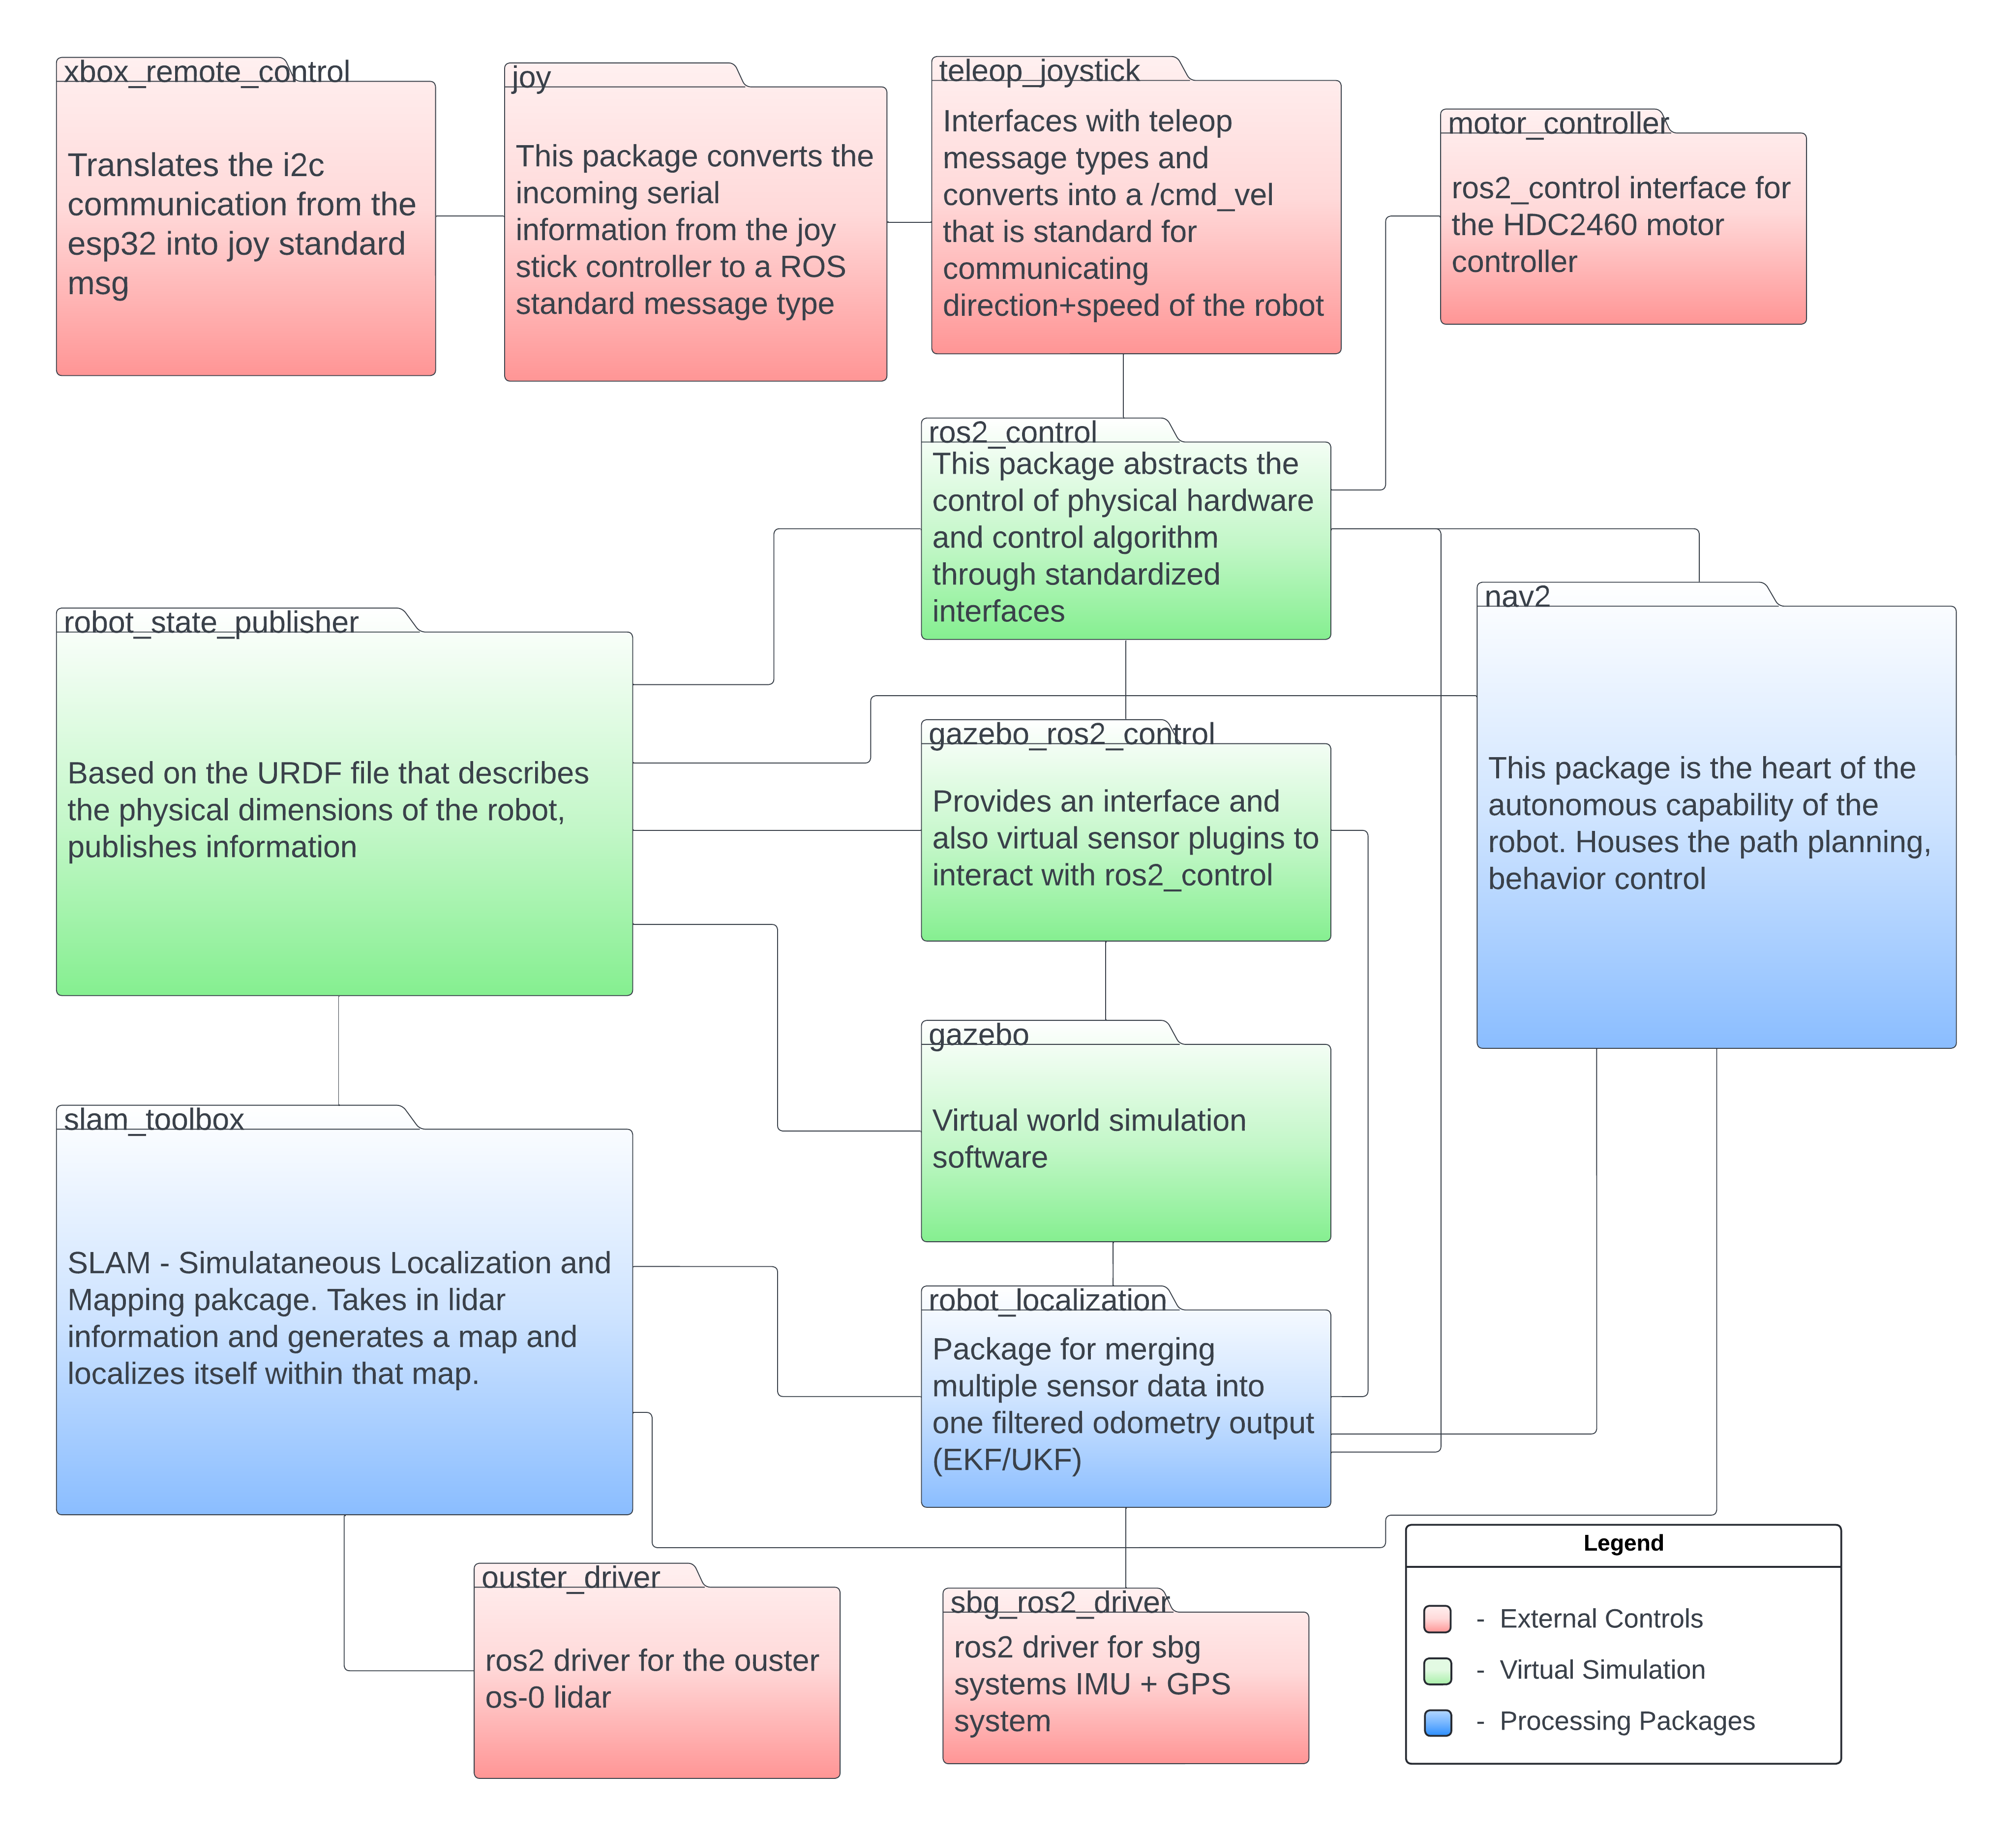 xbox_remote_control
Translates the i2c
communication from the
esp32 into joy standard
msg
joy
This package converts the
incoming serial
information from the joy
stick controller to a ROS
standard message type
teleop_joystick
Interfaces with teleop
message types and
converts into a /cmd_vel
that is standard for
communicating
direction+speed of the robot
motor_controller
ros2_control interface for
the HDC2460 motor
controller
ros2_control
This package abstracts the
control of physical hardware
and control algorithm
through standardized
interfaces
robot_state_publisher
Based on the URDF file that describes
the physical dimensions of the robot,
publishes information
gazebo_ros2_control
Provides an interface and
also virtual sensor plugins to
interact with ros2_control
nav2
This package is the heart of the
autonomous capability of the
robot. Houses the path planning,
behavior control
gazebo
Virtual world simulation
software
slam_toolbox
SLAM - Simulataneous Localization and
Mapping pakcage. Takes in lidar
information and generates a map and
localizes itself within that map.
robot_localization
Package for merging
multiple sensor data into
one filtered odometry output
(EKF/UKF)
ouster_driver
ros2 driver for the ouster
os-0 lidar
sbg_ros2_driver
ros2 driver for sbg
systems IMU + GPS
system
Legend
- External Controls
- Virtual Simulation
- Processing Packages